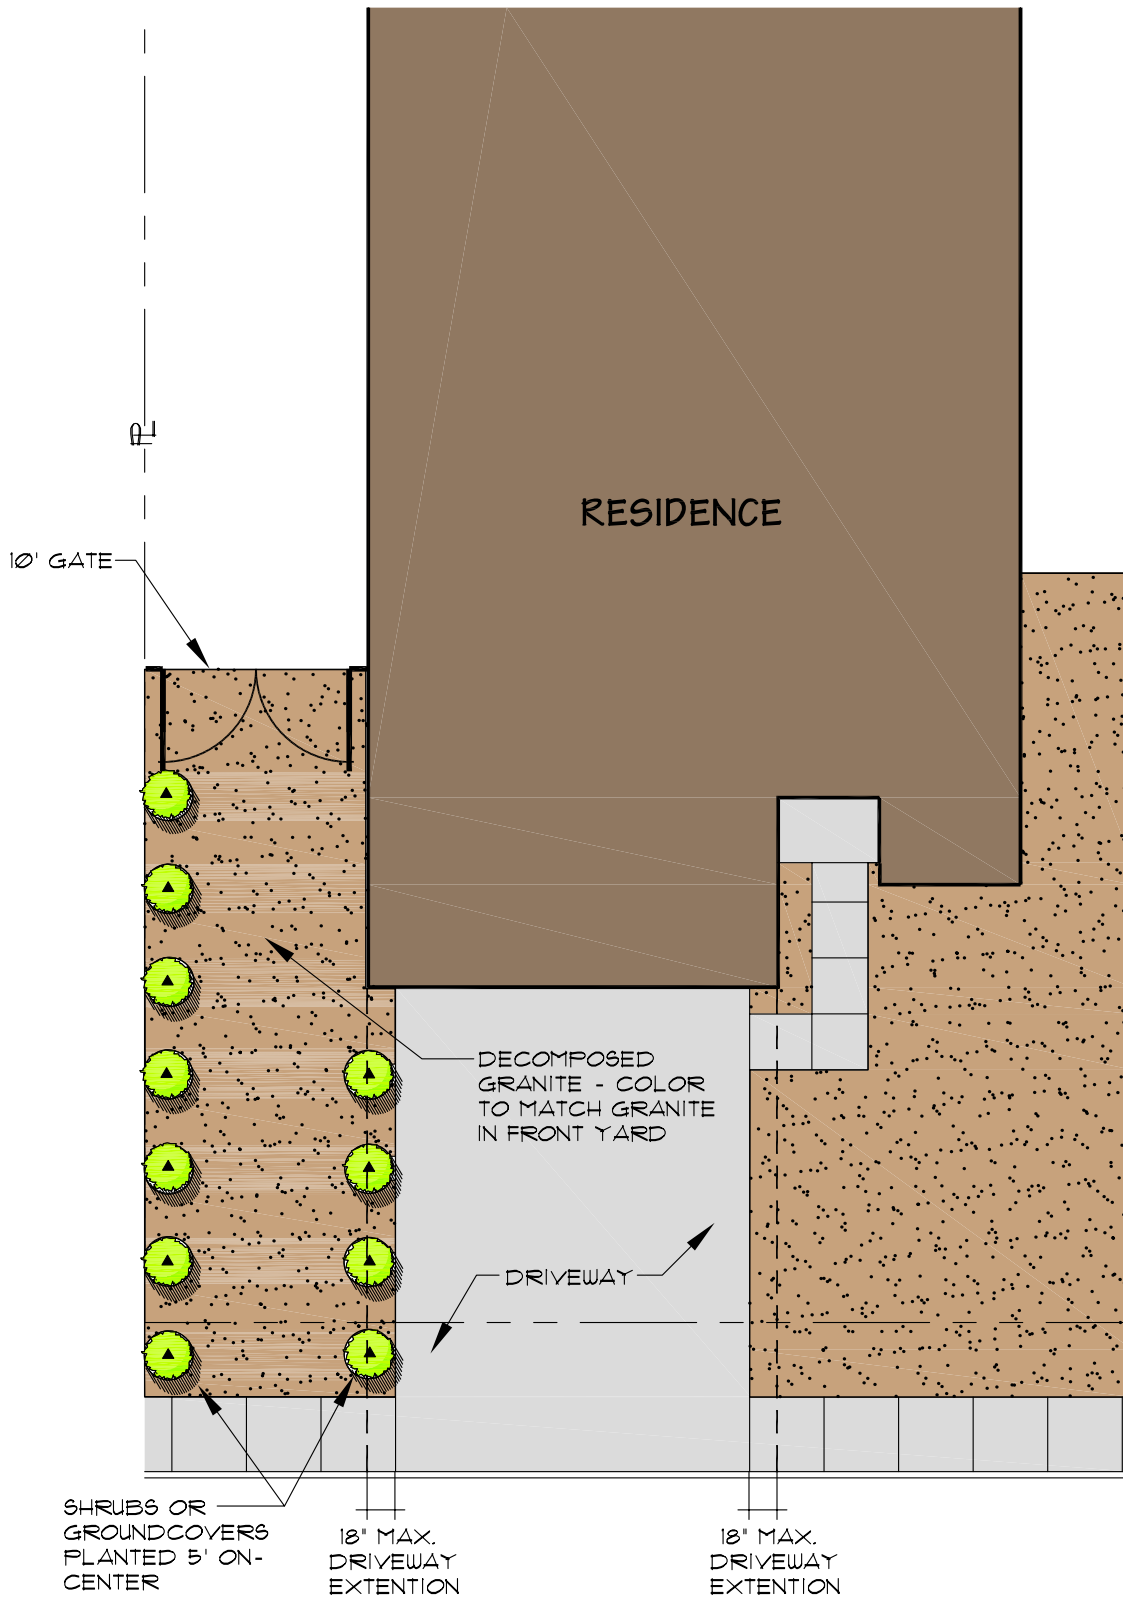 PL
RESIDENCE
10' GATE
DECOMPOSED
GRANITE - COLOR
TO MATCH GRANITE
IN FRONT YARD
DRIVEWAY
SHRUBS OR
GROUNDCOVERS
PLANTED 5' ON-
CENTER
18" MAX.
DRIVEWAY
EXTENTION
18" MAX.
DRIVEWAY
EXTENTION